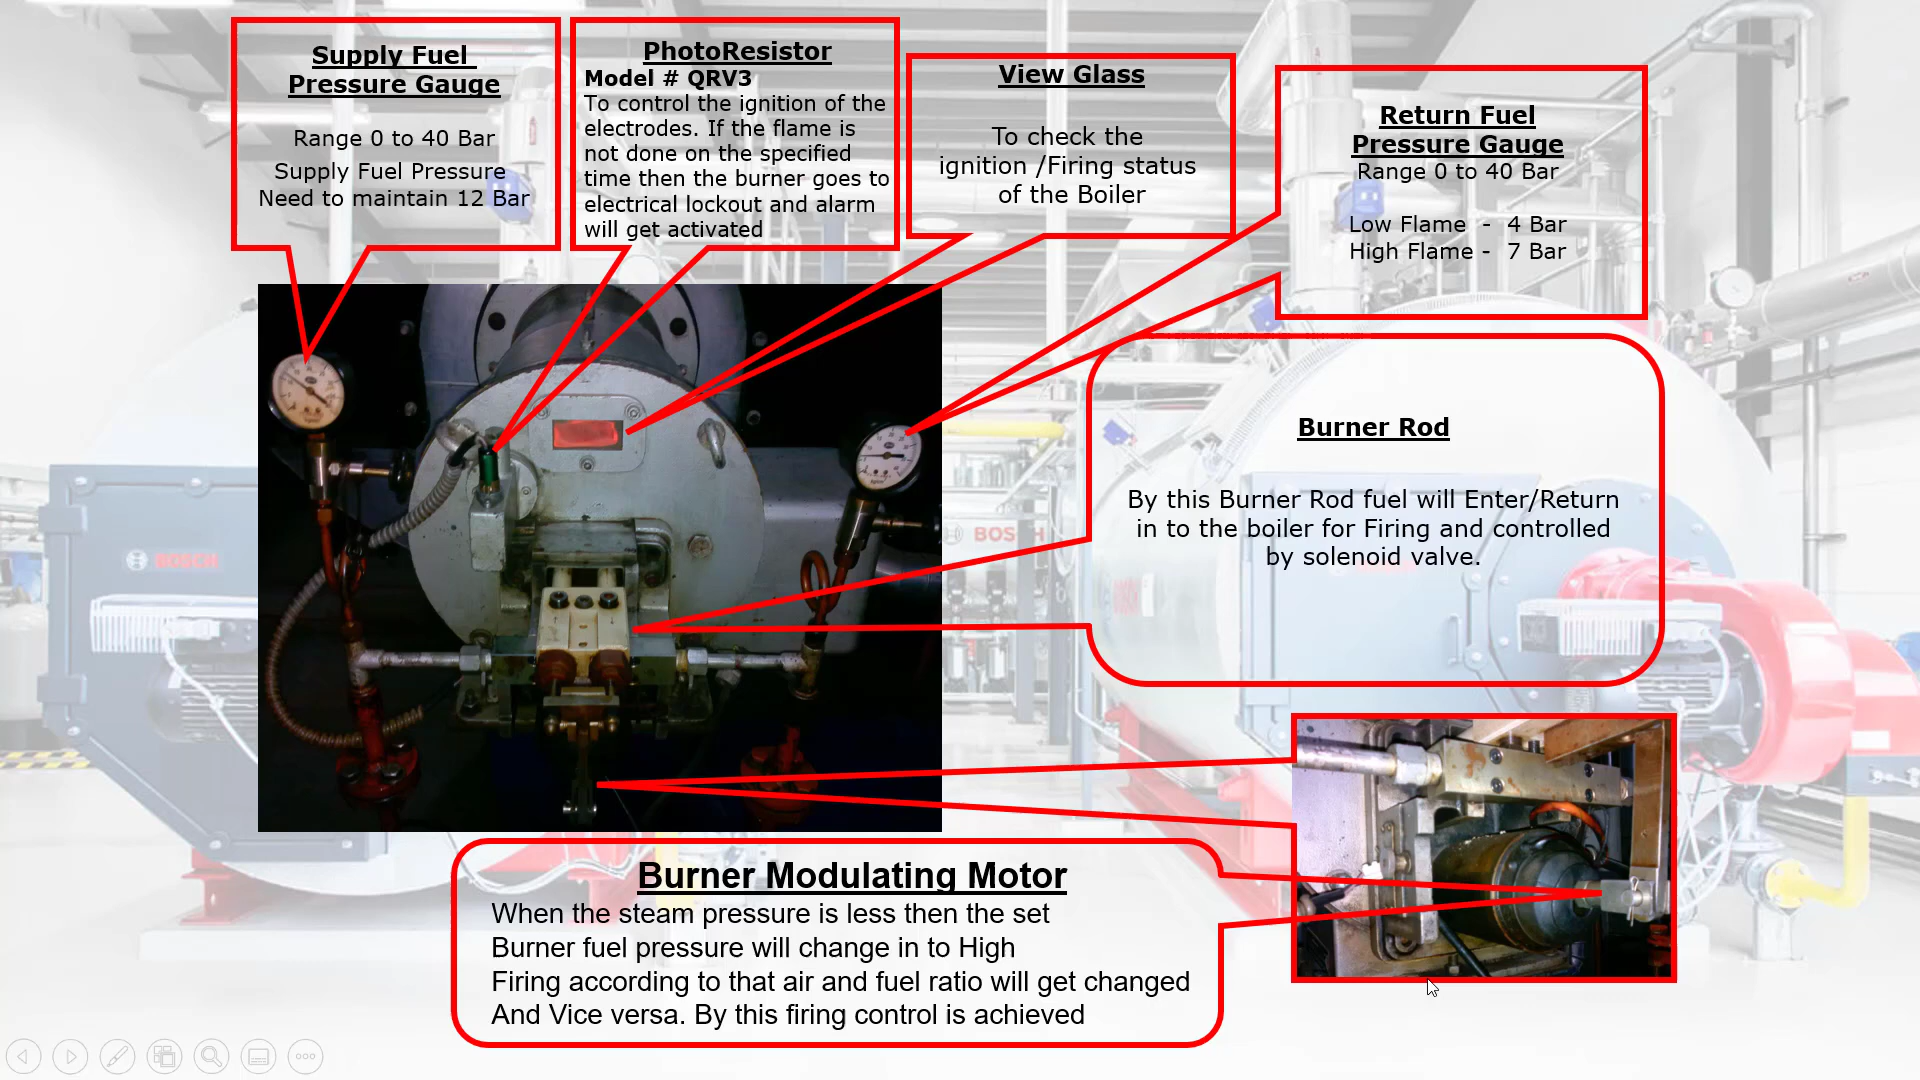 Supply Fuel
Pressure Gauge
Range 0 to 40 Bar
Supply Fuel Pressure
Need to maintain 12 Bar
PhotoResistor
Model # QRV3
To control the ignition of the
electrodes. If the flame is
not done on the specified
time then the burner goes to
electrical lockout and alarm
will get activated
View Glass
To check the
ignition /Firing status
of the Boiler
Return Fuel
Pressure Gauge
Range 0 to 40 Bar
Low Flame - 4 Bar
High Flame - 7 Bar
Burner Rod
By this Burner Rod fuel will Enter/Return
in to the boiler for Firing and controlled
by solenoid valve.
BOSCH
BOSCH
Burner Modulating Motor
When the steam pressure is less then the set
Burner fuel pressure will change in to High
Firing according to that air and fuel ratio will get changed
And Vice versa. By this firing control is achieved